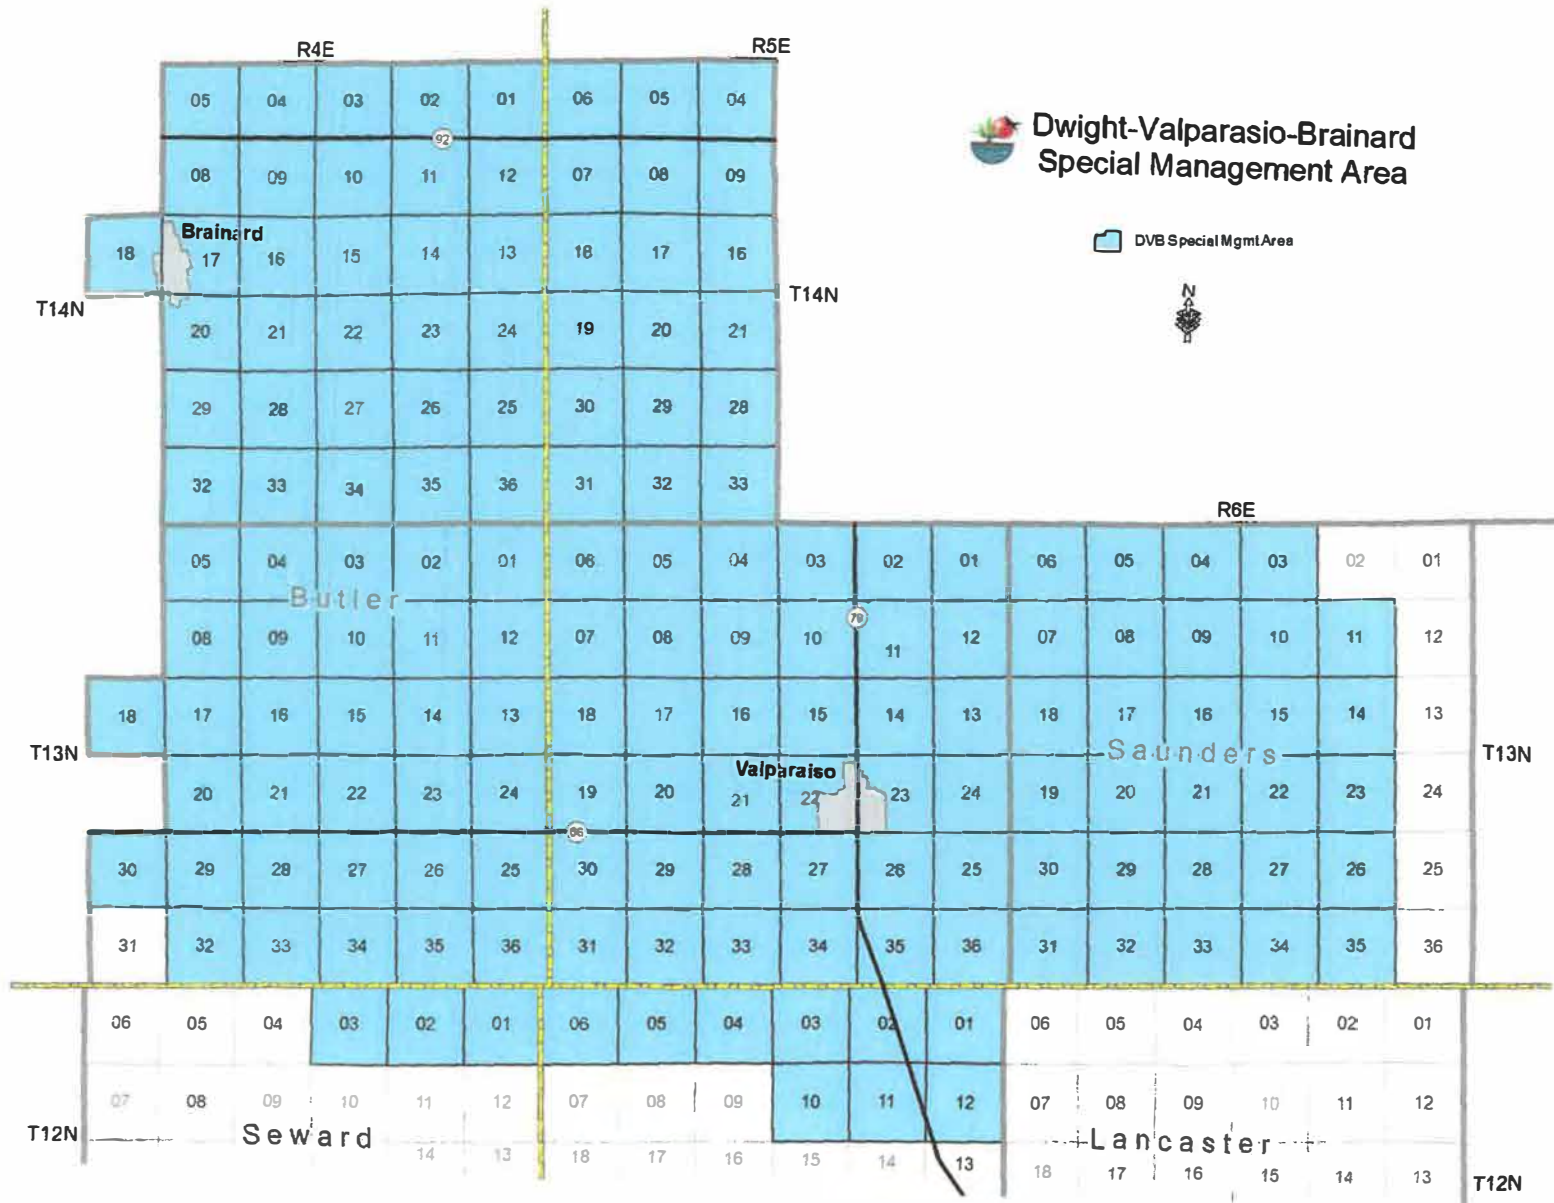 R4E R5E
05 04 03 02 01 06 05 04
92
08 09 10 11 12 07 08 09
Dwight-Valparasio-Brainard
Special Management Area
DVB Special Mgmt Area
N
Brainard
18 17 16 15 14 13 18 17 16
T14N T14N
20 21 22 23 24 19 20 21
29 28 27 26 25 30 29 28
32 33 34 35 36 31 32 33
R6E
05 04 03 02 01 06 05 04 03 02 01 06 05 04 03 02 01
Butler
79
08 09 10 11 12 07 08 09 10 11 12 07 08 09 10 11 12
18 17 16 15 14 13 18 17 16 15 14 13 18 17 16 15 14 13
T13N Saunders T13N
Valparaiso
20 21 22 23 24 19 20 21 22 23 24 19 20 21 22 23 24
66
30 29 28 27 26 25 30 29 28 27 26 25 30 29 28 27 26 25
31 32 33 34 35 36 31 32 33 34 35 36 31 32 33 34 35 36
06 05 04 03 02 01 06 05 04 03 02 01 06 05 04 03 02 01
07 08 09 10 11 12 07 08 09 10 11 12 07 08 09 10 11 12
T12N Seward Lancaster
14 13 18 17 16 15 14 13 18 17 16 15 14 13
T12N